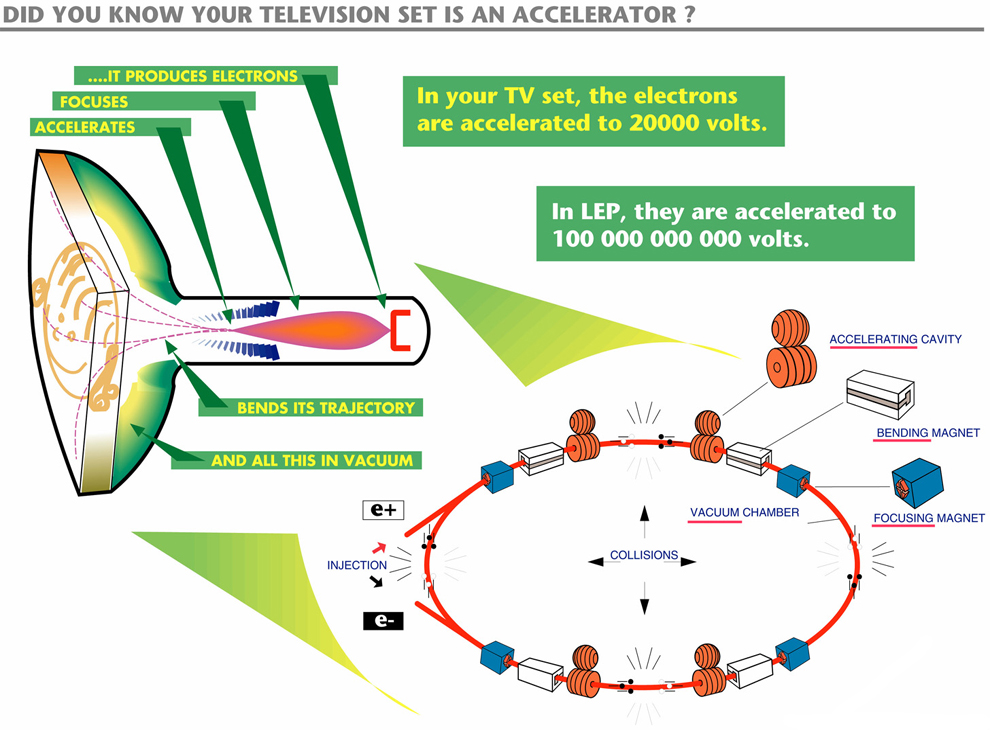 DID YOU KNOW YOUR TELEVISION SET IS AN ACCELERATOR ?
....IT PRODUCES ELECTRONS
FOCUSES
ACCELERATES
In your TV set, the electrons
are accelerated to 20000 volts.
In LEP, they are accelerated to
100 000 000 000 volts.
BENDS ITS TRAJECTORY
AND ALL THIS IN VACUUM
ACCELERATING CAVITY
BENDING MAGNET
FOCUSING MAGNET
VACUUM CHAMBER
e+
INJECTION
e-
COLLISIONS